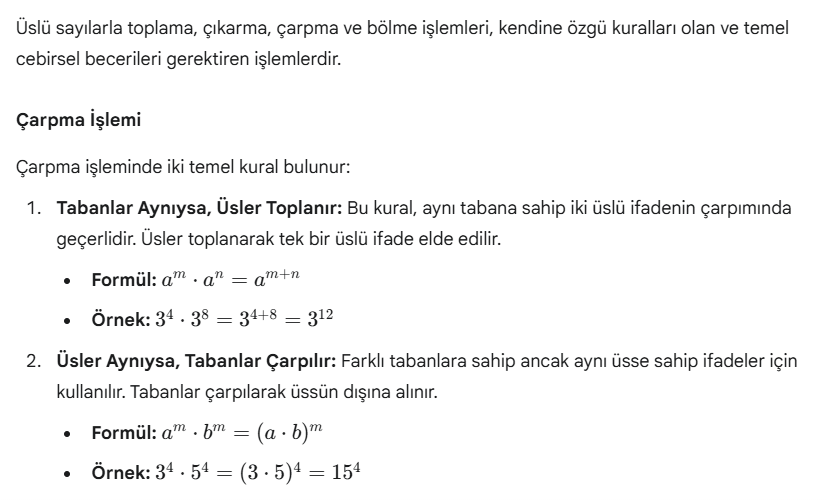 Üslü sayılarla toplama, çıkarma, çarpma ve bölme işlemleri, kendine özgü kuralları olan ve temel
cebirsel becerileri gerektiren işlemlerdir.
Çarpma İşlemi
Çarpma işleminde iki temel kural bulunur:
1. Tabanlar Aynıysa, Üsler Toplanır: Bu kural, aynı tabana sahip iki üslü ifadenin çarpımında
geçerlidir. Üsler toplanarak tek bir üslü ifade elde edilir.
• Formül: $a^m \cdot a^n = a^{m+n}$
• Örnek: $3^4 \cdot 3^8 = 3^{4+8} = 3^{12}$
2. Üsler Aynıysa, Tabanlar Çarpılır: Farklı tabanlara sahip ancak aynı üsse sahip ifadeler için
kullanılır. Tabanlar çarpılarak üssün dışına alınır.
• Formül: $a^m \cdot b^m = (a \cdot b)^m$
• Örnek: $3^4 \cdot 5^4 = (3 \cdot 5)^4 = 15^4$